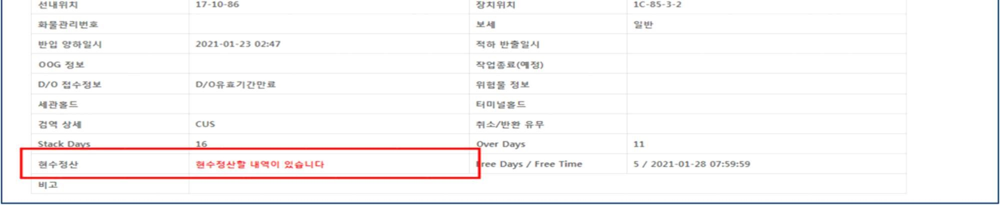 선내위치 17-10-86 장치위치 1C-85-3-2
화물관리번호 보세 일반
반입 양하일시 2021-01-23 02:47 적하 반출일시
OOG 정보 작업종료(예정)
D/O 접수정보 D/O유효기간만료 위험물 정보
세관홀드 터미널홀드
검역 상세 CUS 취소/반환 유무
Stack Days 16 Over Days 11
현수정산 현수정산할 내역이 있습니다 Free Days / Free Time 5 / 2021-01-28 07:59:59
비고